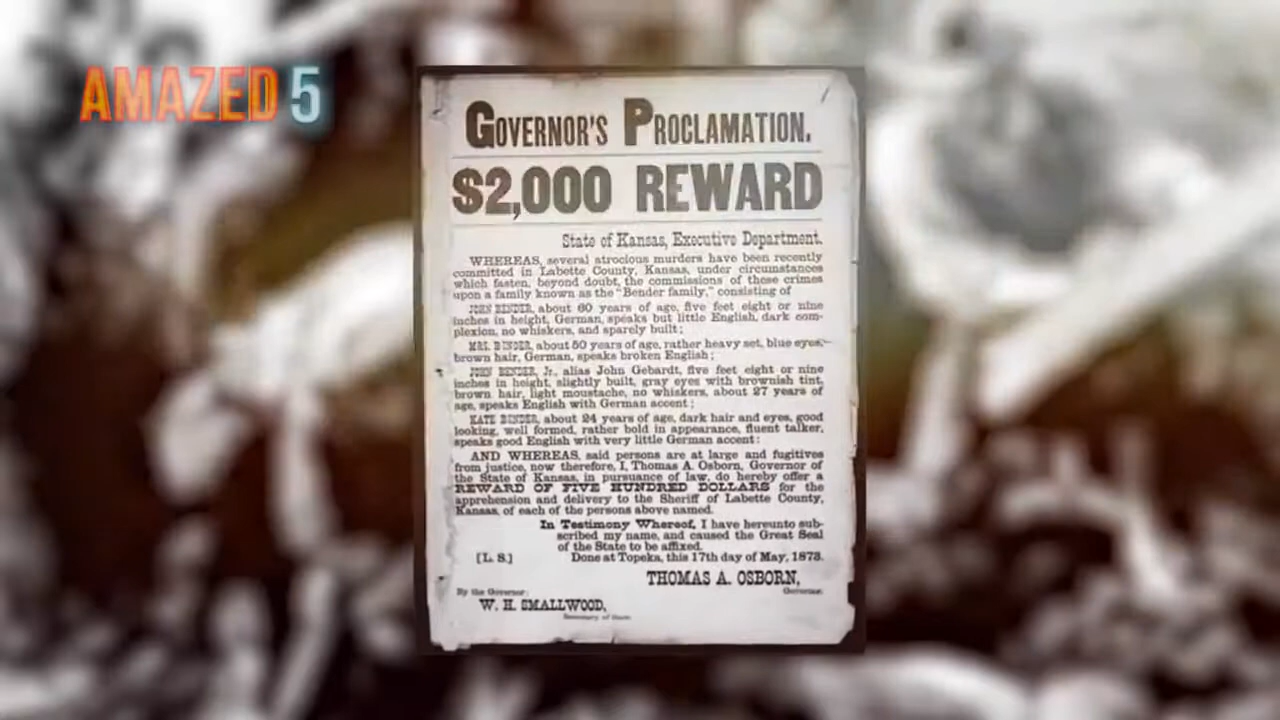 AMAZED 5
GOVERNOR'S PROCLAMATION.
$2,000 REWARD
State of Kansas, Executive Department.
WHEREAS, several atrocious murders have been recently
committed in Labette County, Kansas, under circumstances
which fasten, beyond doubt, the commissions of these crimes
upon a family known as the "Bender family," consisting of
JOHN BENDER, about 60 years of age, five feet eight or nine
inches in height, German, speaks but little English, dark com-
plexion, no whiskers, and sparely built;
MRS. BENDER, about 50 years of age, rather heavy set, blue eyes,
brown hair, German, speaks broken English;
JOHN BENDER, Jr., alias John Gebardt, five feet eight or nine
inches in height, slightly built, gray eyes with brownish tint,
brown hair, light moustache, no whiskers, about 27 years of
age, speaks English with German accent;
KATE BENDER, about 24 years of age, dark hair and eyes, good
looking, well formed, rather bold in appearance, fluent talker,
speaks good English with very little German accent:
AND WHEREAS, said persons are at large and fugitives
from justice, now therefore, I, Thomas A. Osborn, Governor of
the State of Kansas, in pursuance of law, do hereby offer a
REWARD OF FIVE HUNDRED DOLLARS for the
apprehension and delivery to the Sheriff of Labette County,
Kansas, of each of the persons above named.
In Testimony Whereof, I have hereunto sub-
scribed my name, and caused the Great Seal
of the State to be affixed.
[L. S.] Done at Topeka, this 17th day of May, 1873.
THOMAS A. OSBORN,
Governor.
By the Governor:
W. H. SMALLWOOD,
Secretary of State.